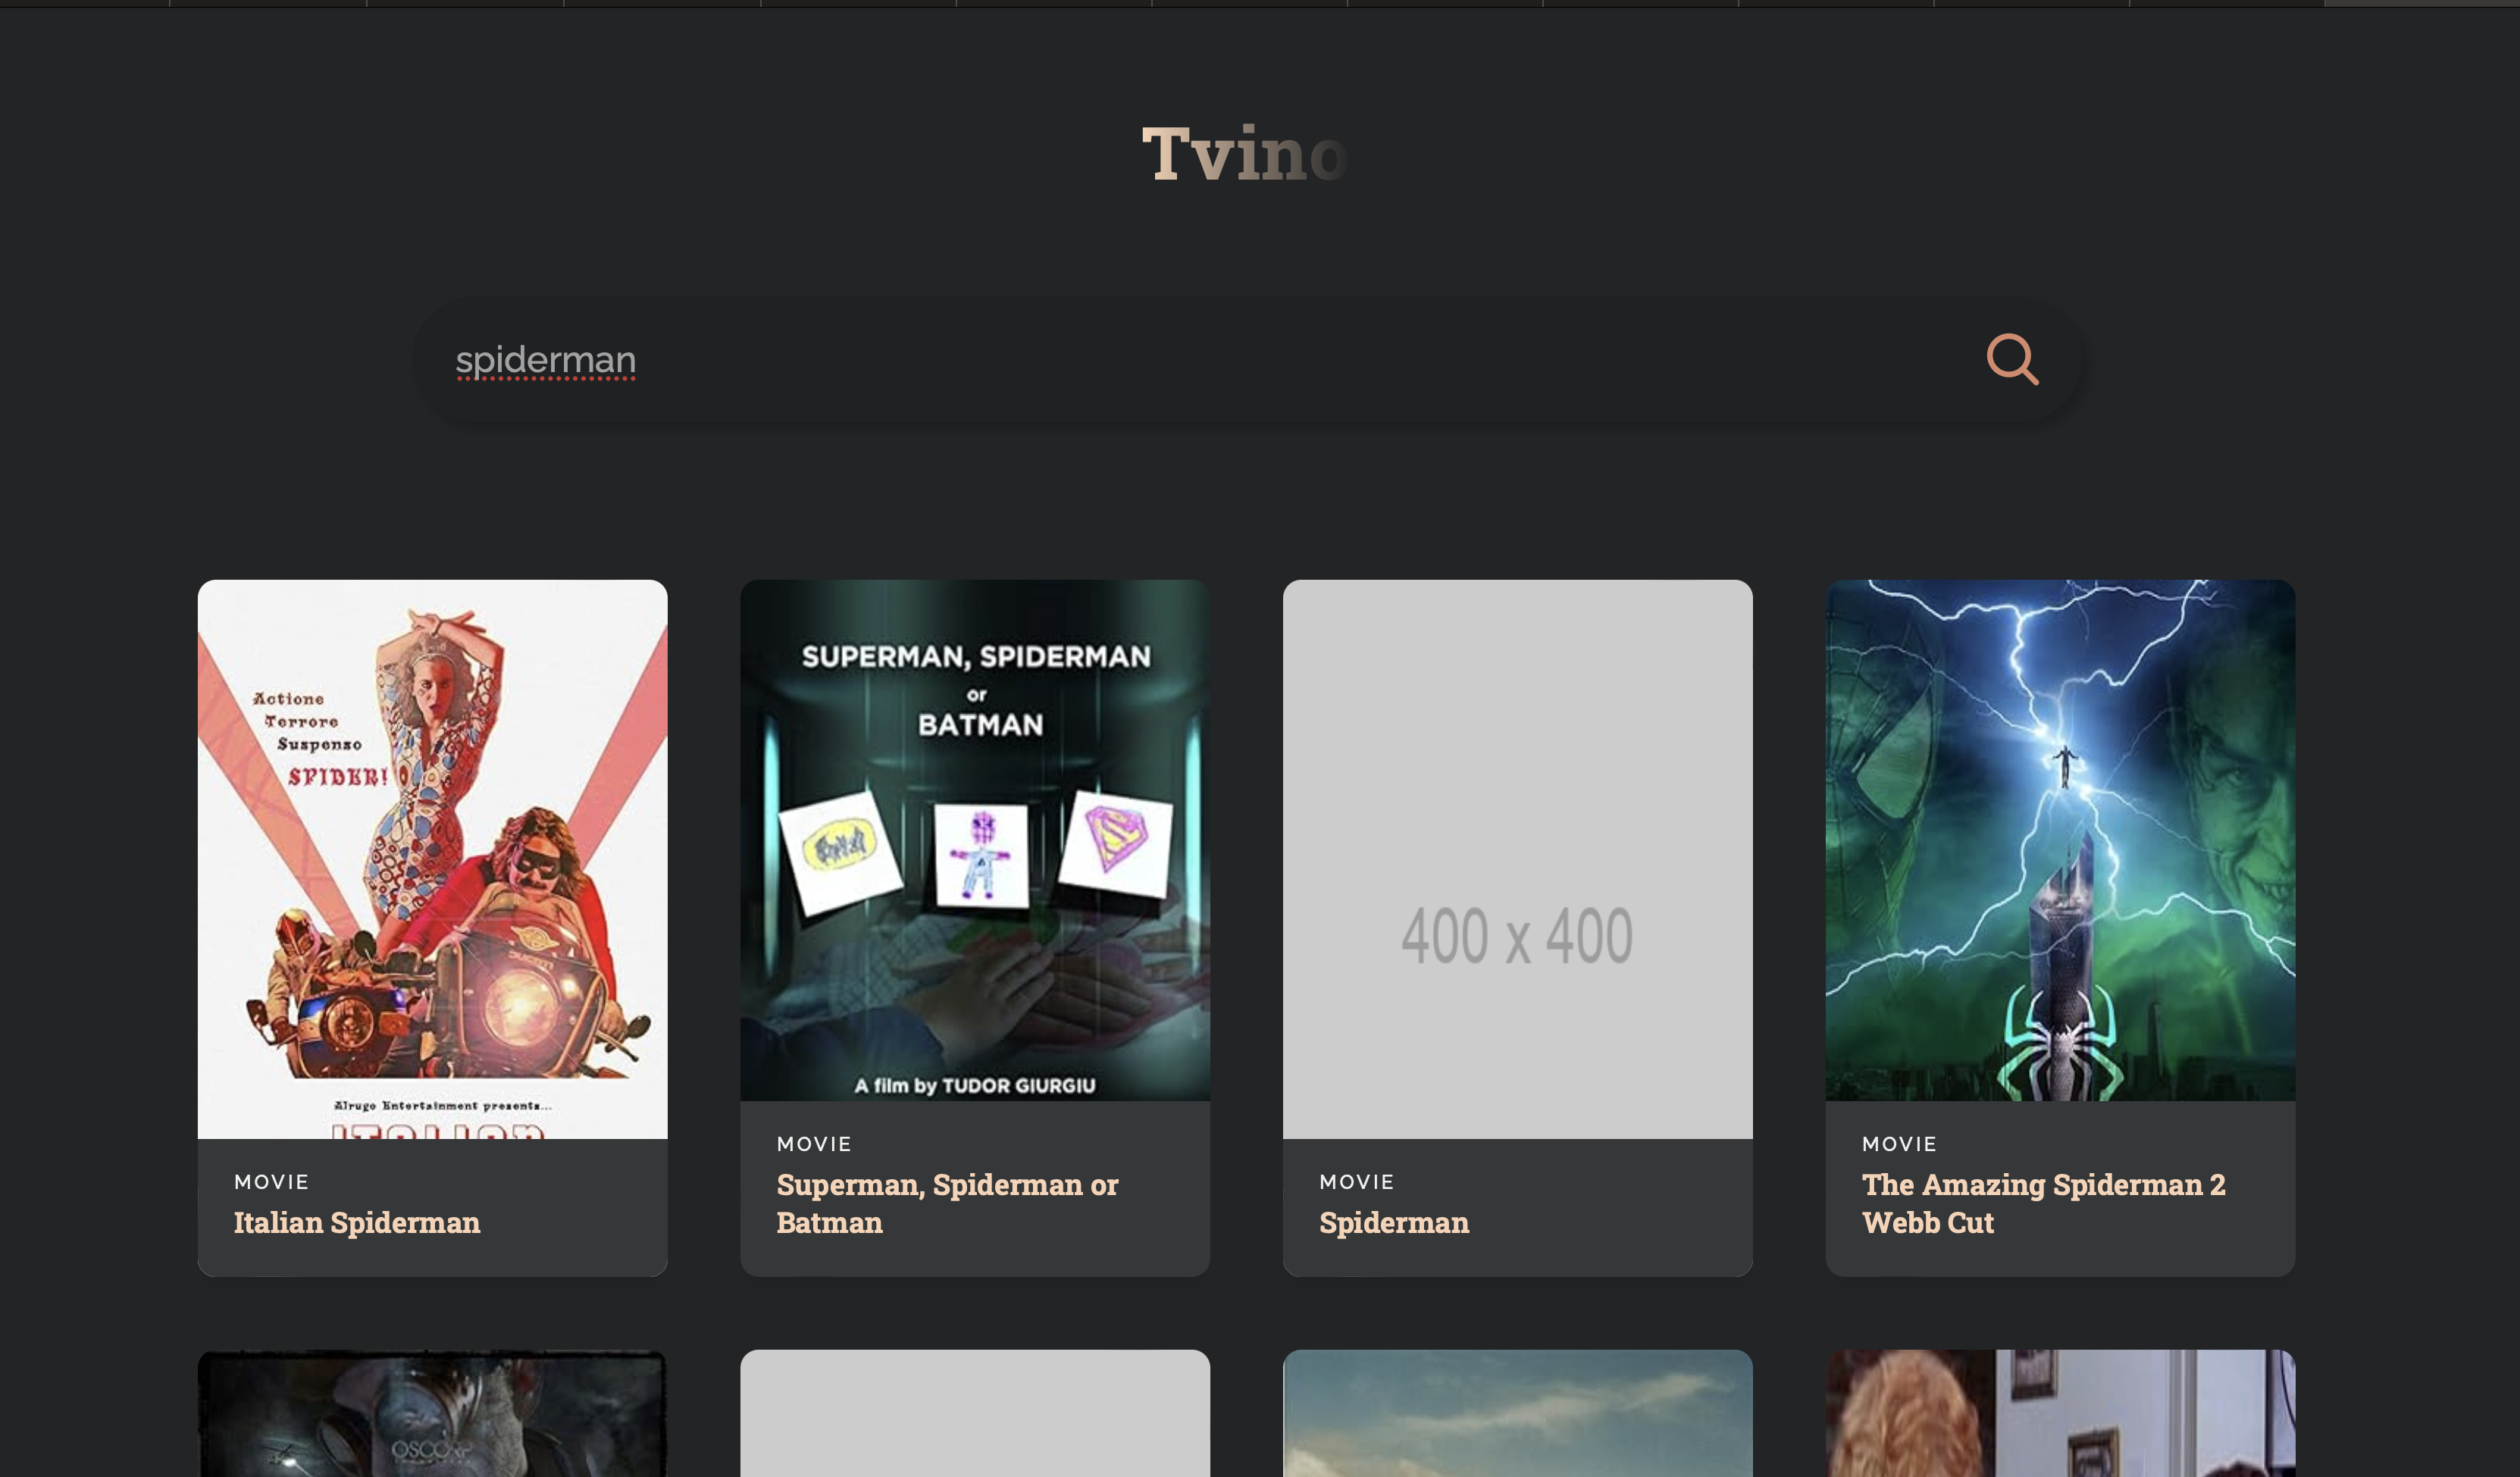 Tvino
spiderman
Actione
Terrore
Suspenso
SPIDER!
Alrugo Entertainment presents...
ITALIAN
MOVIE
Italian Spiderman
SUPERMAN, SPIDERMAN
or
BATMAN
A film by TUDOR GIURGIU
MOVIE
Superman, Spiderman or
Batman
400 x 400
MOVIE
Spiderman
MOVIE
The Amazing Spiderman 2
Webb Cut
OSCORP